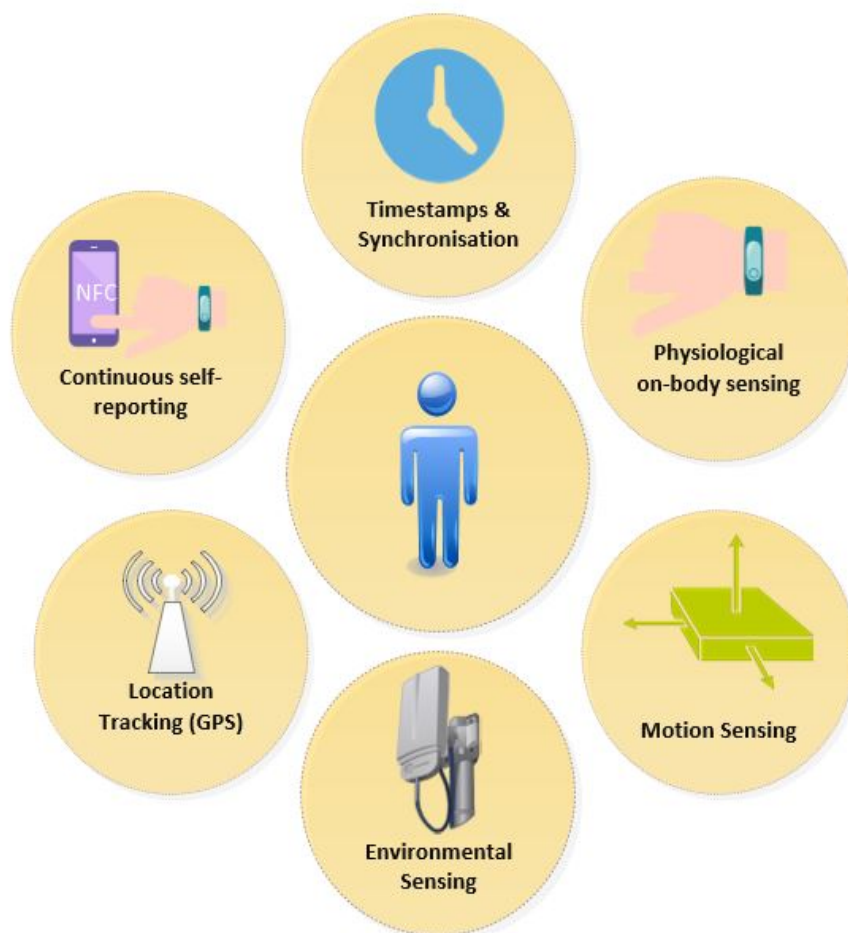 Timestamps &
Synchronisation
NFC
Continuous self-
reporting
Physiological
on-body sensing
Location
Tracking (GPS)
Motion Sensing
Environmental
Sensing